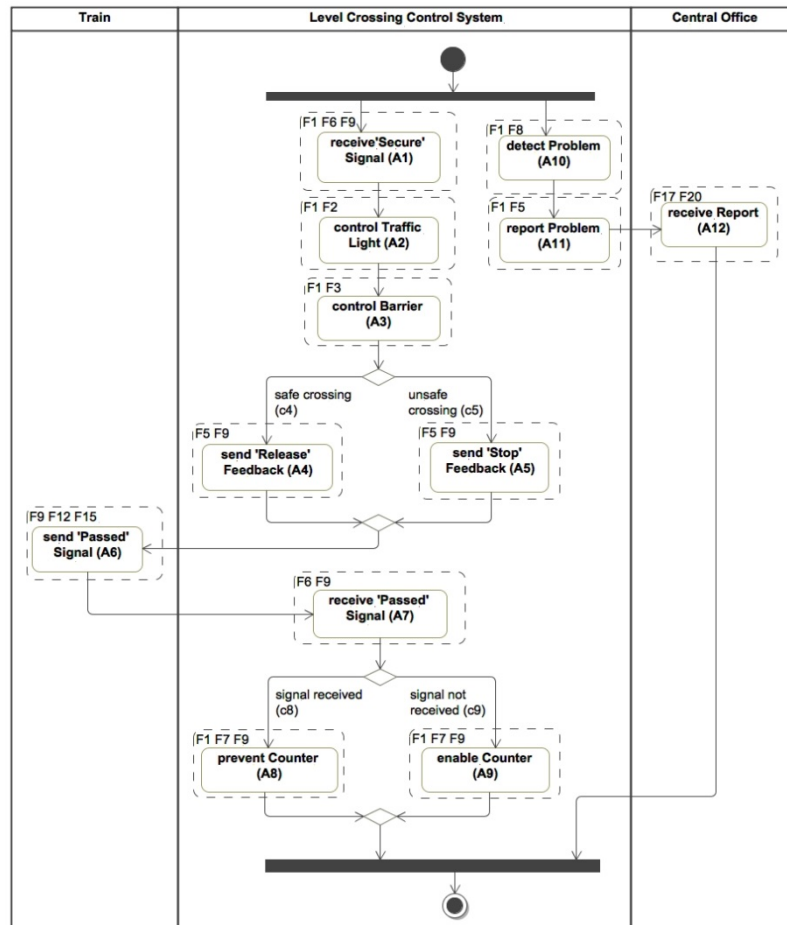 Train
Level Crossing Control System
Central Office
F1 F6 F9
receive'Secure'
Signal (A1)
F1 F8
detect Problem
(A10)
F1 F2
control Traffic
Light (A2)
F1 F5
report Problem
(A11)
F17 F20
receive Report
(A12)
F1 F3
control Barrier
(A3)
safe crossing
(c4)
unsafe
crossing (c5)
F5 F9
send 'Release'
Feedback (A4)
F5 F9
send 'Stop'
Feedback (A5)
F9 F12 F15
send 'Passed'
Signal (A6)
F6 F9
receive 'Passed'
Signal (A7)
signal received
(c8)
signal not
received (c9)
F1 F7 F9
prevent Counter
(A8)
F1 F7 F9
enable Counter
(A9)